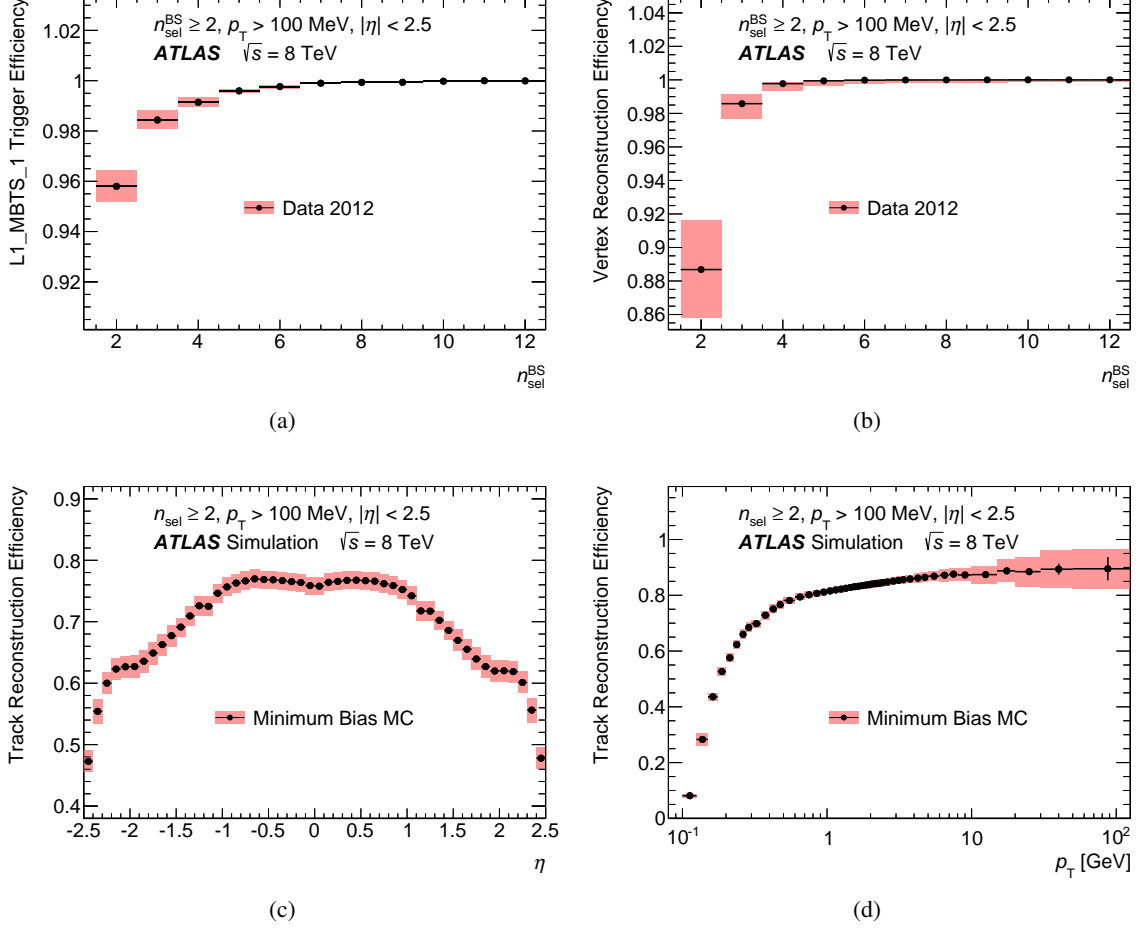 L1_MBTS_1 Trigger Efficiency
1.02
1
0.98
0.96
0.94
0.92
n_sel^BS ≥ 2, p_T > 100 MeV, |η| < 2.5
ATLAS √s = 8 TeV
Data 2012
2 4 6 8 10 12
n_sel^BS
(a)
Vertex Reconstruction Efficiency
1.04
1.02
1
0.98
0.96
0.94
0.92
0.9
0.88
0.86
n_sel^BS ≥ 2, p_T > 100 MeV, |η| < 2.5
ATLAS √s = 8 TeV
Data 2012
2 4 6 8 10 12
n_sel^BS
(b)
Track Reconstruction Efficiency
0.9
0.8
0.7
0.6
0.5
0.4
n_sel ≥ 2, p_T > 100 MeV, |η| < 2.5
ATLAS Simulation √s = 8 TeV
Minimum Bias MC
-2.5 -2 -1.5 -1 -0.5 0 0.5 1 1.5 2 2.5
η
(c)
Track Reconstruction Efficiency
1
0.8
0.6
0.4
0.2
0
n_sel ≥ 2, p_T > 100 MeV, |η| < 2.5
ATLAS Simulation √s = 8 TeV
Minimum Bias MC
10⁻¹ 1 10 10²
p_T [GeV]
(d)